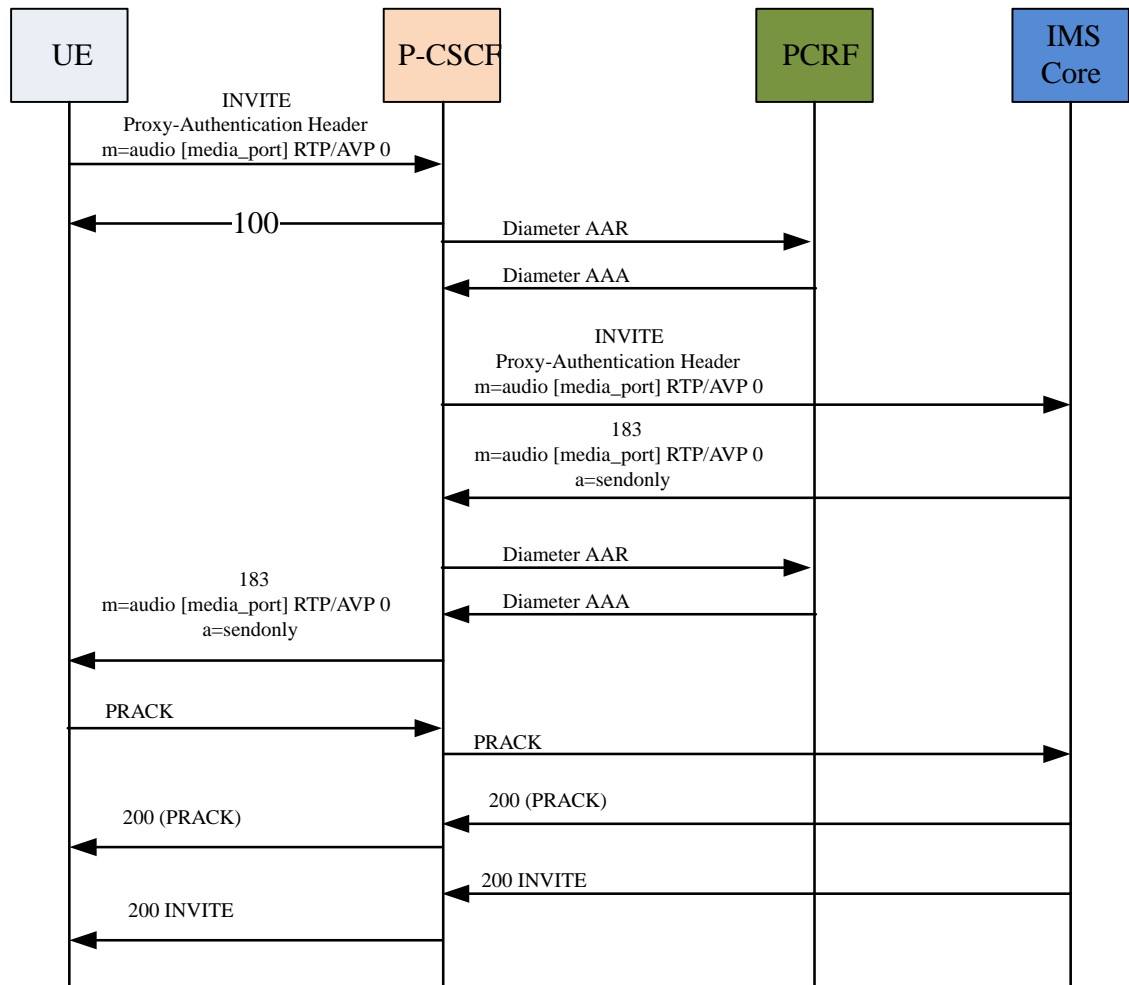 UE
P-CSCF
PCRF
IMS
Core
INVITE
Proxy-Authentication Header
m=audio [media_port] RTP/AVP 0
100
Diameter AAR
Diameter AAA
INVITE
Proxy-Authentication Header
m=audio [media_port] RTP/AVP 0
183
m=audio [media_port] RTP/AVP 0
a=sendonly
Diameter AAR
Diameter AAA
183
m=audio [media_port] RTP/AVP 0
a=sendonly
PRACK
PRACK
200 (PRACK)
200 (PRACK)
200 INVITE
200 INVITE